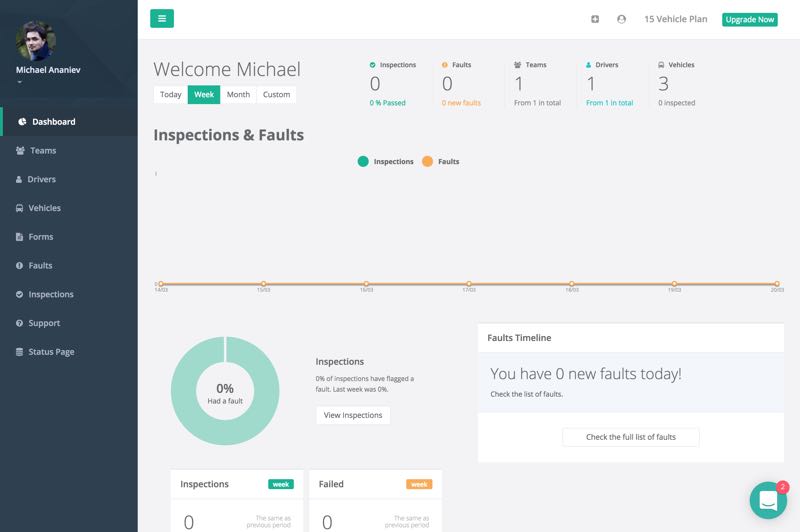 15 Vehicle Plan
Upgrade Now
Michael Ananiev
Dashboard
Teams
Drivers
Vehicles
Forms
Faults
Inspections
Support
Status Page
Welcome Michael
Today
Week
Month
Custom
Inspections
0
0 % Passed
Faults
0
0 new faults
Teams
1
From 1 in total
Drivers
1
From 1 in total
Vehicles
3
0 inspected
Inspections & Faults
Inspections
Faults
1
0
14/03
15/03
16/03
17/03
18/03
19/03
20/03
0%
Had a fault
Inspections
0% of inspections have flagged a
fault. Last week was 0%.
View Inspections
Faults Timeline
You have 0 new faults today!
Check the list of faults.
Check the full list of faults
Inspections
week
0
The same as
previous period
Failed
week
0
The same as
previous period
2